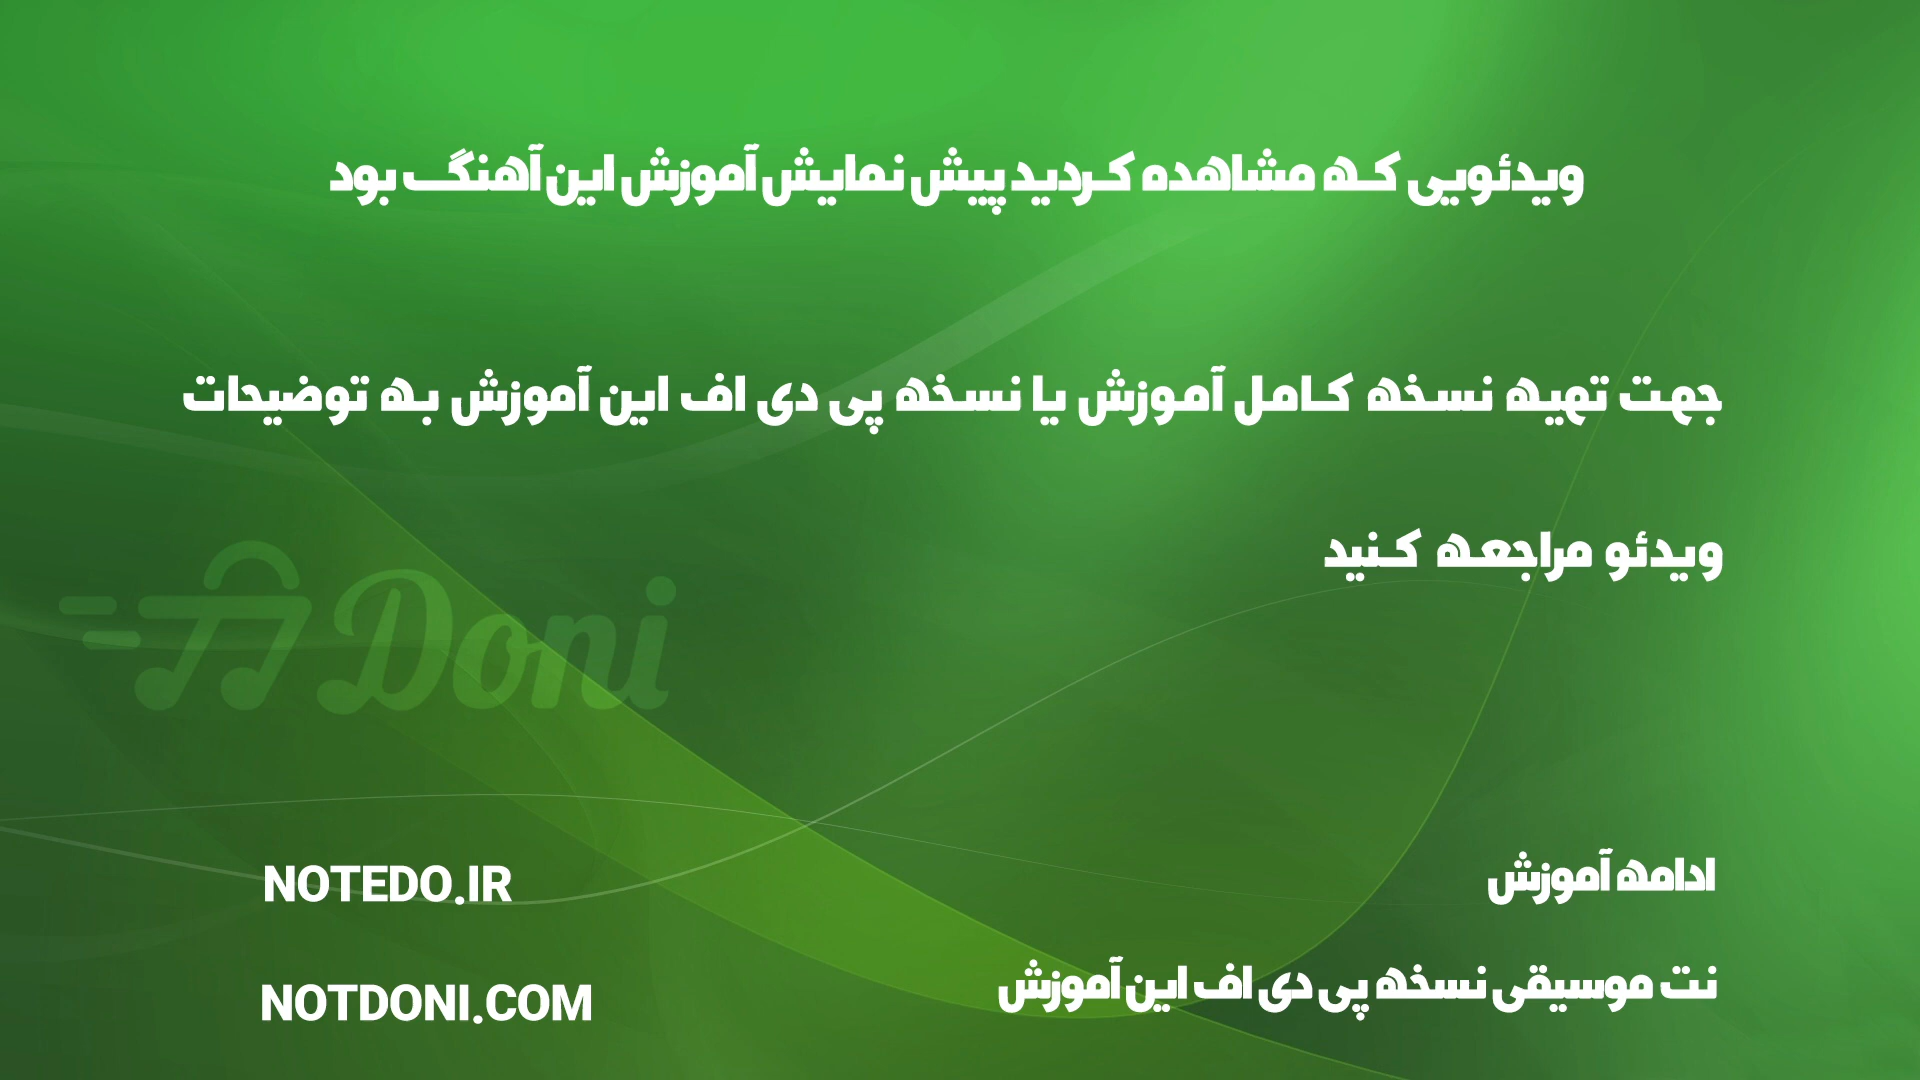 ویدئویی که مشاهده کردید پیش نمایش آموزش این آهنگ بود
جهت تهیه نسخه کامل آموزش یا نسخه پی دی اف این آموزش به توضیحات
ویدئو مراجعه کنید
Doni
ادامه آموزش
NOTEDO.IR
نت موسیقی نسخه پی دی اف این آموزش
NOTDONI.COM